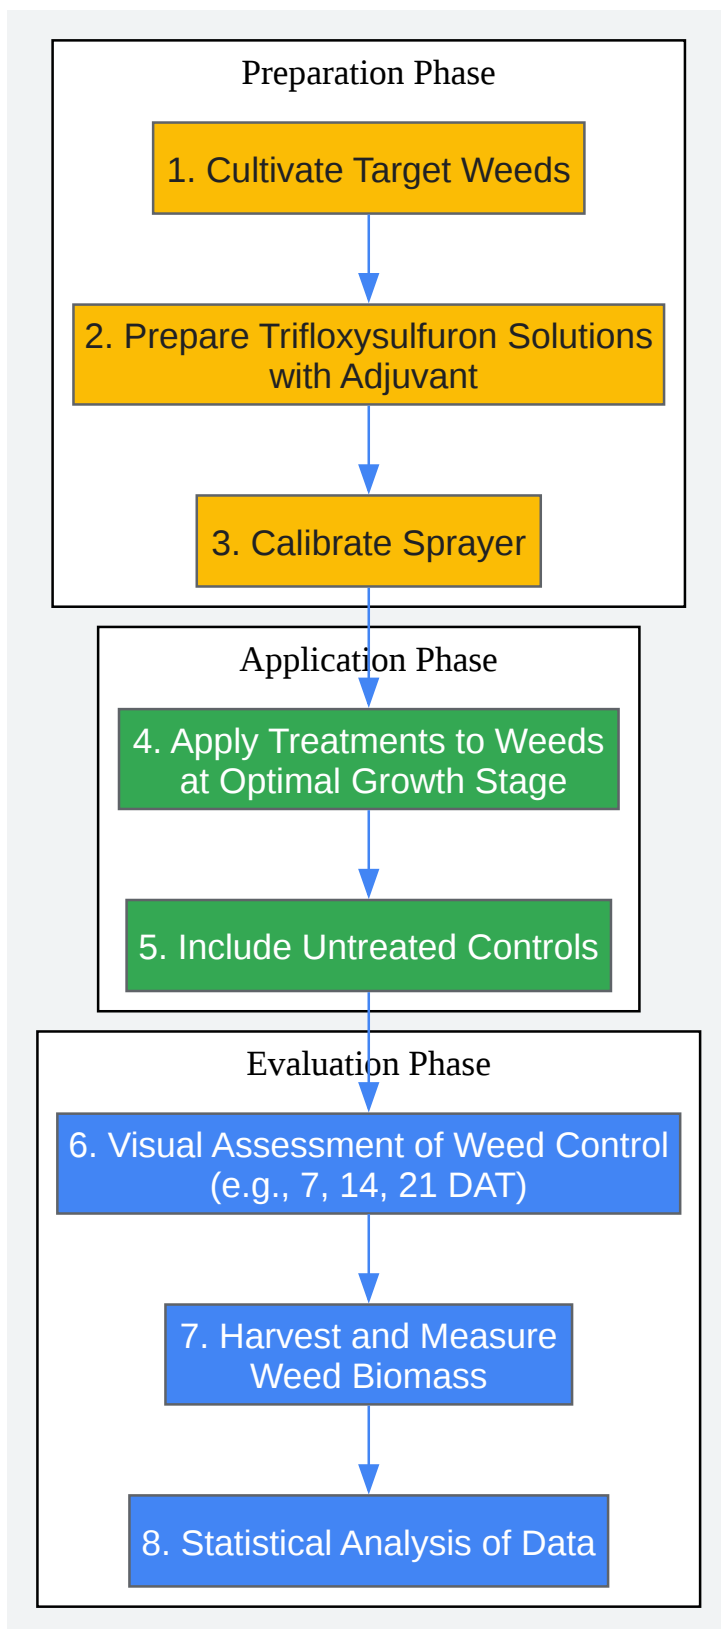 Preparation Phase
1. Cultivate Target Weeds
2. Prepare Trifloxysulfuron Solutions
with Adjuvant
3. Calibrate Sprayer
Application Phase
4. Apply Treatments to Weeds
at Optimal Growth Stage
5. Include Untreated Controls
Evaluation Phase
6. Visual Assessment of Weed Control
(e.g., 7, 14, 21 DAT)
7. Harvest and Measure
Weed Biomass
8. Statistical Analysis of Data